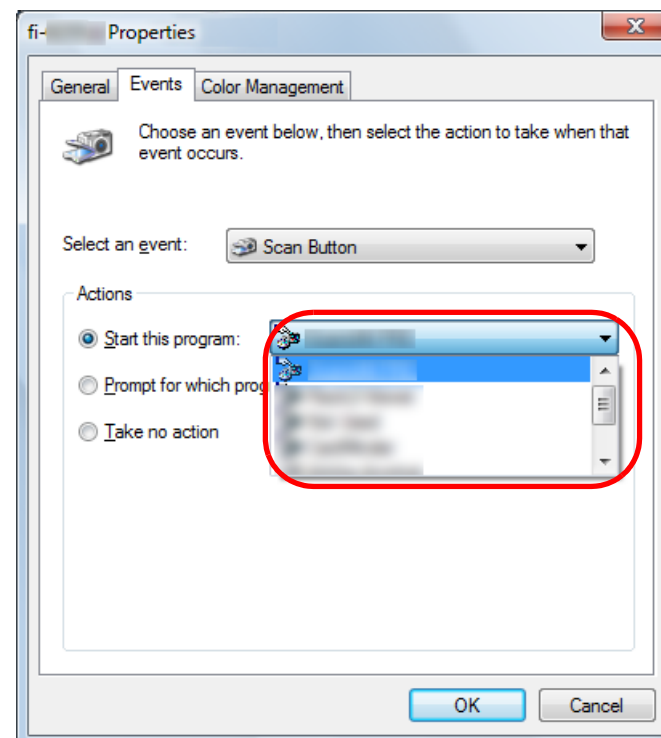 fi- Properties
General Events Color Management
Choose an event below, then select the action to take when that
event occurs.
Select an event: Scan Button
Actions
Start this program:
Prompt for which prog
Take no action
OK Cancel